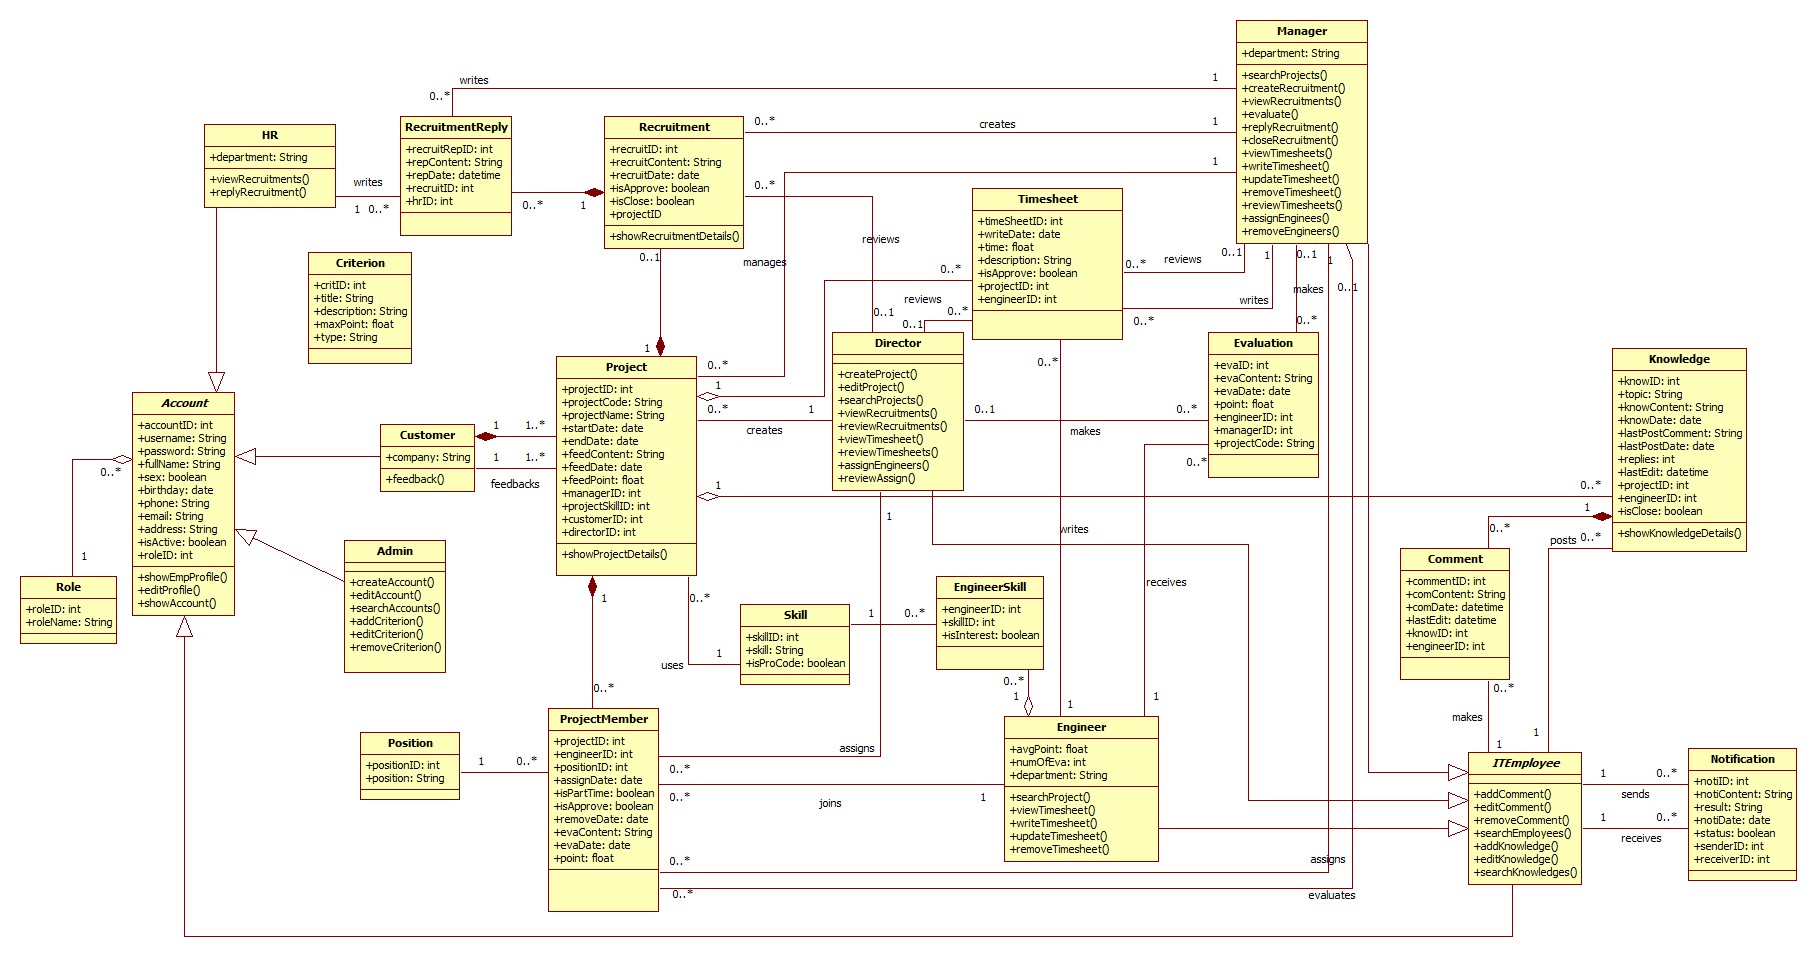 Manager
+department: String
+searchProjects()
+createRecruitment()
+viewRecruitments()
+evaluate()
+replyRecruitment()
+closeRecruitment()
+viewTimesheets()
+writeTimesheet()
+updateTimesheet()
+removeTimesheet()
+reviewTimesheets()
+assignEnginees()
+removeEngineers()
writes
1
0..*
HR
+department: String
+viewRecruitments()
+replyRecruitment()
writes
1
0..*
RecruitmentReply
+recruitRepID: int
+repContent: String
+repDate: datetime
+recruitID: int
+hrID: int
0..*
1
Recruitment
+recruitID: int
+recruitContent: String
+recruitDate: date
+isApprove: boolean
+isClose: boolean
+projectID
+showRecruitmentDetails()
0..*
creates
1
0..*
1
reviews
manages
0..1
0..1
Timesheet
+timeSheetID: int
+writeDate: date
+time: float
+description: String
+isApprove: boolean
+projectID: int
+engineerID: int
0..*
reviews
0..*
0..1
0..*
reviews
0..1
0..*
writes
1
0..1
makes
0..*
1
0..1
0..*
Criterion
+critID: int
+title: String
+description: String
+maxPoint: float
+type: String
Account
+accountID: int
+username: String
+password: String
+fullName: String
+sex: boolean
+birthday: date
+phone: String
+email: String
+address: String
+isActive: boolean
+roleID: int
+showEmpProfile()
+editProfile()
+showAccount()
0..*
1
Role
+roleID: int
+roleName: String
Customer
+company: String
+feedback()
1
1..*
1
1..*
feedbacks
Admin
+createAccount()
+editAccount()
+searchAccounts()
+addCriterion()
+editCriterion()
+removeCriterion()
1
Project
+projectID: int
+projectCode: String
+projectName: String
+startDate: date
+endDate: date
+feedContent: String
+feedDate: date
+feedPoint: float
+managerID: int
+projectSkillID: int
+customerID: int
+directorID: int
+showProjectDetails()
0..*
1
0..*
1
creates
1
Director
+createProject()
+editProject()
+searchProjects()
+viewRecruitments()
+reviewRecruitments()
+viewTimesheet()
+reviewTimesheets()
+assignEngineers()
+reviewAssign()
0..1
0..*
makes
Evaluation
+evaID: int
+evaContent: String
+evaDate: date
+point: float
+engineerID: int
+managerID: int
+projectCode: String
0..*
Knowledge
+knowID: int
+topic: String
+knowContent: String
+knowDate: date
+lastPostComment: String
+lastPostDate: date
+replies: int
+lastEdit: datetime
+projectID: int
+engineerID: int
+isClose: boolean
+showKnowledgeDetails()
0..*
1
0..*
posts
0..*
1
writes
receives
Comment
+commentID: int
+comContent: String
+comDate: datetime
+lastEdit: datetime
+knowID: int
+engineerID: int
0..*
makes
1
1
1
0..*
0..*
uses
1
Skill
+skillID: int
+skill: String
+isProCode: boolean
1
0..*
EngineerSkill
+engineerID: int
+skillID: int
+isInterest: boolean
0..*
1
1
1
Position
+positionID: int
+position: String
1
0..*
ProjectMember
+projectID: int
+engineerID: int
+positionID: int
+assignDate: date
+isPartTime: boolean
+isApprove: boolean
+removeDate: date
+evaContent: String
+evaDate: date
+point: float
assigns
0..*
0..*
joins
1
0..*
assigns
0..*
evaluates
Engineer
+avgPoint: float
+numOfEva: int
+department: String
+searchProject()
+viewTimesheet()
+writeTimesheet()
+updateTimesheet()
+removeTimesheet()
ITEmployee
+addComment()
+editComment()
+removeComment()
+searchEmployees()
+addKnowledge()
+editKnowledge()
+searchKnowledges()
1
0..*
sends
1
0..*
receives
Notification
+notiID: int
+notiContent: String
+result: String
+notiDate: date
+status: boolean
+senderID: int
+receiverID: int